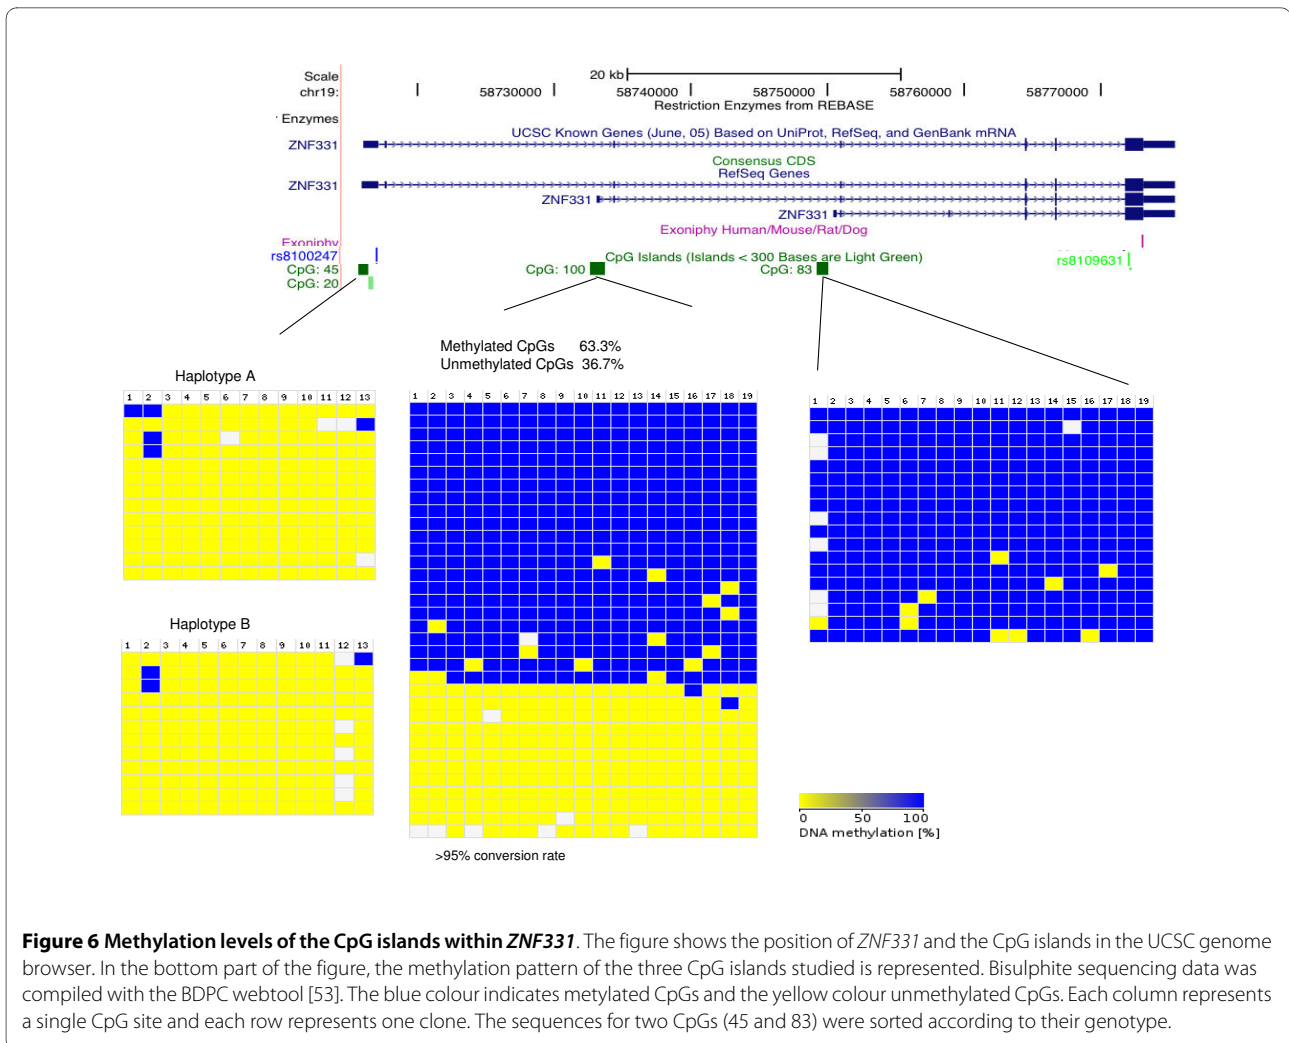 Scale 20 kb
chr19: 58730000 58740000 58750000 58760000 58770000
Restriction Enzymes from REBASE
Enzymes
UCSC Known Genes (June, 05) Based on UniProt, RefSeq, and GenBank mRNA
ZNF331
Consensus CDS
RefSeq Genes
ZNF331
ZNF331
ZNF331
Exoniphy Human/Mouse/Rat/Dog
Exoniphy
rs8100247
CpG Islands (Islands < 300 Bases are Light Green)
rs8109631
CpG: 45 CpG: 100 CpG: 83
CpG: 20
Methylated CpGs 63.3%
Unmethylated CpGs 36.7%
Haplotype A
1 2 3 4 5 6 7 8 9 10 11 12 13
1 2 3 4 5 6 7 8 9 10 11 12 13 14 15 16 17 18 19
1 2 3 4 5 6 7 8 9 10 11 12 13 14 15 16 17 18 19
Haplotype B
1 2 3 4 5 6 7 8 9 10 11 12 13
0 50 100
DNA methylation [%]
>95% conversion rate
Figure 6 Methylation levels of the CpG islands within ZNF331. The figure shows the position of ZNF331 and the CpG islands in the UCSC genome
browser. In the bottom part of the figure, the methylation pattern of the three CpG islands studied is represented. Bisulphite sequencing data was
compiled with the BDPC webtool [53]. The blue colour indicates metylated CpGs and the yellow colour unmethylated CpGs. Each column represents
a single CpG site and each row represents one clone. The sequences for two CpGs (45 and 83) were sorted according to their genotype.